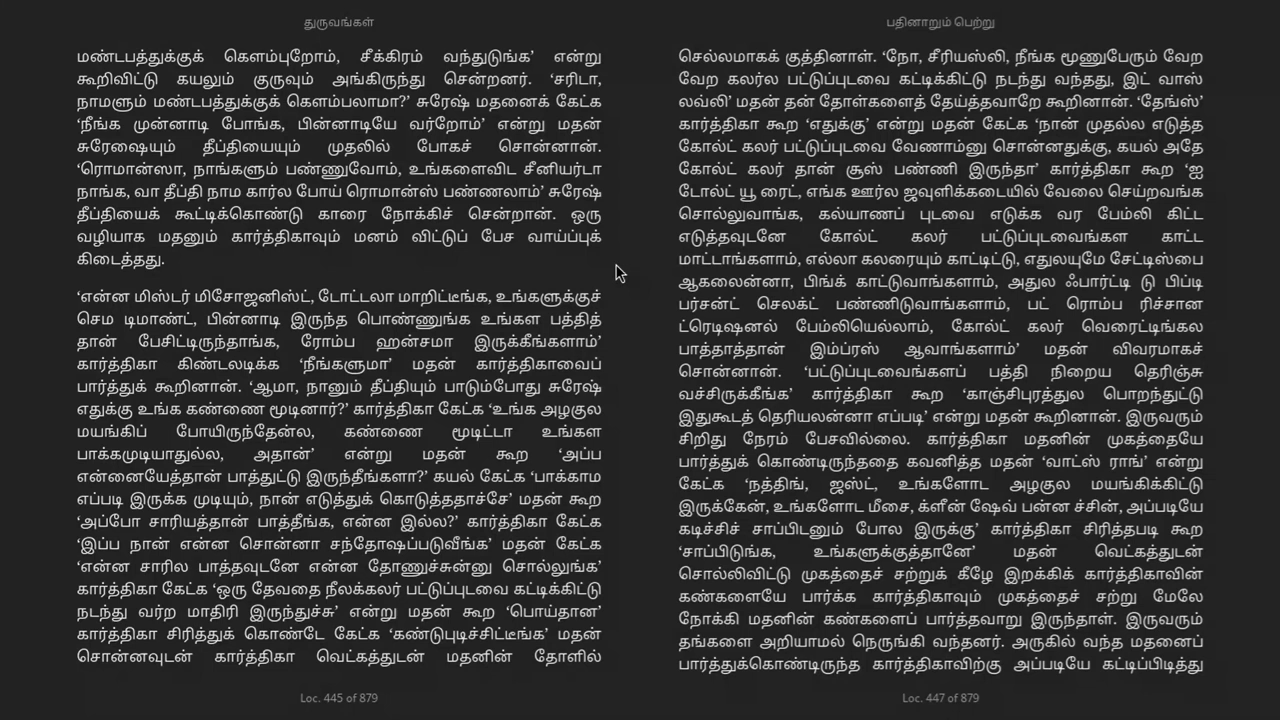 துருவங்கள்
மண்டபத்துக்குக் கெளம்புறோம், சீக்கிரம் வந்துடுங்க’ என்று
கூறிவிட்டு கயலும் குருவும் அங்கிருந்து சென்றனர். ‘சரிடா,
நாமளும் மண்டபத்துக்குக் கெளம்பலாமா?’ சுரேஷ் மதனைக் கேட்க
‘நீங்க முன்னாடி போங்க, பின்னாடியே வர்றோம்’ என்று மதன்
சுரேஷையும் தீப்தியையும் முதலில் போகச் சொன்னான்.
‘ரொமான்ஸா, நாங்களும் பண்ணுவோம், உங்களைவிட சீனியர்டா
நாங்க, வா தீப்தி நாம கார்ல போய் ரொமான்ஸ் பண்ணலாம்’ சுரேஷ்
தீப்தியைக் கூட்டிக்கொண்டு காரை நோக்கிச் சென்றான். ஒரு
வழியாக மதனும் கார்த்திகாவும் மனம் விட்டுப் பேச வாய்ப்புக்
கிடைத்தது.
‘என்ன மிஸ்டர் மிசோஜனிஸ்ட், டோட்டலா மாறிட்டீங்க, உங்களுக்குச்
செம டிமாண்ட், பின்னாடி இருந்த பொண்ணுங்க உங்கள பத்தித்
தான் பேசிட்டிருந்தாங்க, ரோம்ப ஹன்சமா இருக்கீங்களாம்’
கார்த்திகா கிண்டலடிக்க ‘நீங்களுமா’ மதன் கார்த்திகாவைப்
பார்த்துக் கூறினான். ‘ஆமா, நானும் தீப்தியும் பாடும்போது சுரேஷ்
எதுக்கு உங்க கண்ணை மூடினார்?’ கார்த்திகா கேட்க ‘உங்க அழகுல
மயங்கிப் போயிருந்தேன்ல, கண்ணை மூடிட்டா உங்கள
பாக்கமுடியாதுல்ல, அதான்’ என்று மதன் கூற ‘அப்ப
என்னையேத்தான் பாத்துட்டு இருந்தீங்களா?’ கயல் கேட்க ‘பாக்காம
எப்படி இருக்க முடியும், நான் எடுத்துக் கொடுத்ததாச்சே’ மதன் கூற
‘அப்போ சாரியத்தான் பாத்தீங்க, என்ன இல்ல?’ கார்த்திகா கேட்க
‘இப்ப நான் என்ன சொன்னா சந்தோஷப்படுவீங்க’ மதன் கேட்க
‘என்ன சாரில பாத்தவுடனே என்ன தோணுச்சுன்னு சொல்லுங்க’
கார்த்திகா கேட்க ‘ஒரு தேவதை நீலக்கலர் பட்டுப்புடவை கட்டிக்கிட்டு
நடந்து வர்ற மாதிரி இருந்துச்சு’ என்று மதன் கூற ‘பொய்தான’
கார்த்திகா சிரித்துக் கொண்டே கேட்க ‘கண்டுபுடிச்சிட்டீங்க’ மதன்
சொன்னவுடன் கார்த்திகா வெட்கத்துடன் மதனின் தோளில்
Loc. 445 of 879
பதினாறும் பெற்று
செல்லமாகக் குத்தினாள். ‘நோ, சீரியஸ்லி, நீங்க மூணுபேரும் வேற
வேற கலர்ல பட்டுப்புடவை கட்டிக்கிட்டு நடந்து வந்தது, இட் வாஸ்
லவ்லி’ மதன் தன் தோள்களைத் தேய்த்தவாறே கூறினான். ‘தேங்ஸ்’
கார்த்திகா கூற ‘எதுக்கு’ என்று மதன் கேட்க ‘நான் முதல்ல எடுத்த
கோல்ட் கலர் பட்டுப்புடவை வேணாம்னு சொன்னதுக்கு, கயல் அதே
கோல்ட் கலர் தான் சூஸ் பண்ணி இருந்தா’ கார்த்திகா கூற ‘ஐ
டோல்ட் யூ ரைட், எங்க ஊர்ல ஜவுளிக்கடையில் வேலை செய்றவங்க
சொல்லுவாங்க, கல்யாணப் புடவை எடுக்க வர பேம்லி கிட்ட
எடுத்தவுடனே கோல்ட் கலர் பட்டுப்புடவைங்கள காட்ட
மாட்டாங்களாம், எல்லா கலரையும் காட்டிட்டு, எதுலயுமே சேட்டிஸ்பை
ஆகலைன்னா, பிங்க் காட்டுவாங்களாம், அதுல ஃபார்ட்டி டு பிப்டி
பர்சன்ட் செலக்ட் பண்ணிடுவாங்களாம், பட் ரொம்ப ரிச்சான
ட்ரெடிஷனல் பேம்லியெல்லாம், கோல்ட் கலர் வெரைட்டிங்கல
பாத்தாத்தான் இம்ப்ரஸ் ஆவாங்களாம்’ மதன் விவரமாகச்
சொன்னான். ‘பட்டுப்புடவைங்களப் பத்தி நிறைய தெரிஞ்சு
வச்சிருக்கீங்க’ கார்த்திகா கூற ‘காஞ்சிபுரத்துல பொறந்துட்டு
இதுகூடத் தெரியலன்னா எப்படி’ என்று மதன் கூறினான். இருவரும்
சிறிது நேரம் பேசவில்லை. கார்த்திகா மதனின் முகத்தையே
பார்த்துக் கொண்டிருந்ததை கவனித்த மதன் ‘வாட்ஸ் ராங்’ என்று
கேட்க ‘நத்திங், ஜஸ்ட், உங்களோட அழகுல மயங்கிக்கிட்டு
இருக்கேன், உங்களோட மீசை, க்ளீன் ஷேவ் பன்ன ச்சின், அப்படியே
கடிச்சிச் சாப்பிடனும் போல இருக்கு’ கார்த்திகா சிரித்தபடி கூற
‘சாப்பிடுங்க, உங்களுக்குத்தானே’ மதன் வெட்கத்துடன்
சொல்லிவிட்டு முகத்தைச் சற்றுக் கீழே இறக்கிக் கார்த்திகாவின்
கண்களையே பார்க்க கார்த்திகாவும் முகத்தைச் சற்று மேலே
நோக்கி மதனின் கண்களைப் பார்த்தவாறு இருந்தாள். இருவரும்
தங்களை அறியாமல் நெருங்கி வந்தனர். அருகில் வந்த மதனைப்
பார்த்துக்கொண்டிருந்த கார்த்திகாவிற்கு அப்படியே கட்டிப்பிடித்து
Loc. 447 of 879